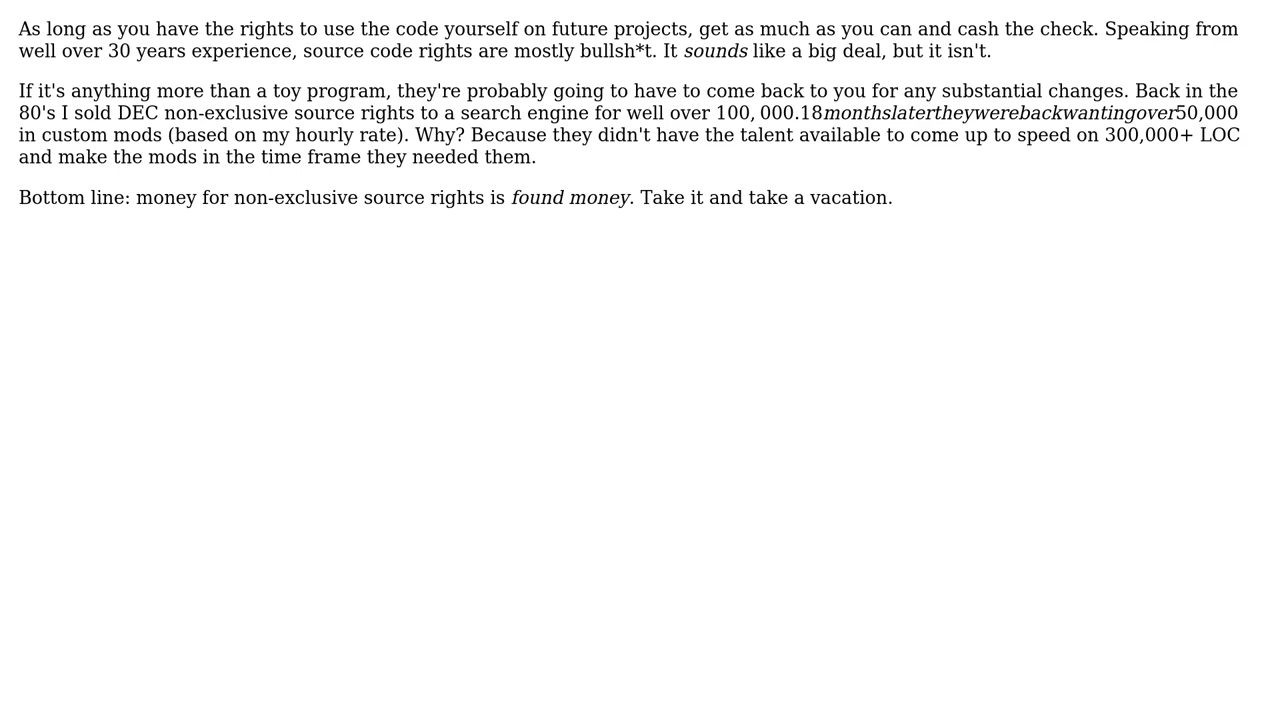 As long as you have the rights to use the code yourself on future projects, get as much as you can and cash the check. Speaking from
well over 30 years experience, source code rights are mostly bullsh*t. It sounds like a big deal, but it isn't.
If it's anything more than a toy program, they're probably going to have to come back to you for any substantial changes. Back in the
80's I sold DEC non-exclusive source rights to a search engine for well over 100, 000.18monthslatertheywerebackwantingover50,000
in custom mods (based on my hourly rate). Why? Because they didn't have the talent available to come up to speed on 300,000+ LOC
and make the mods in the time frame they needed them.
Bottom line: money for non-exclusive source rights is found money. Take it and take a vacation.